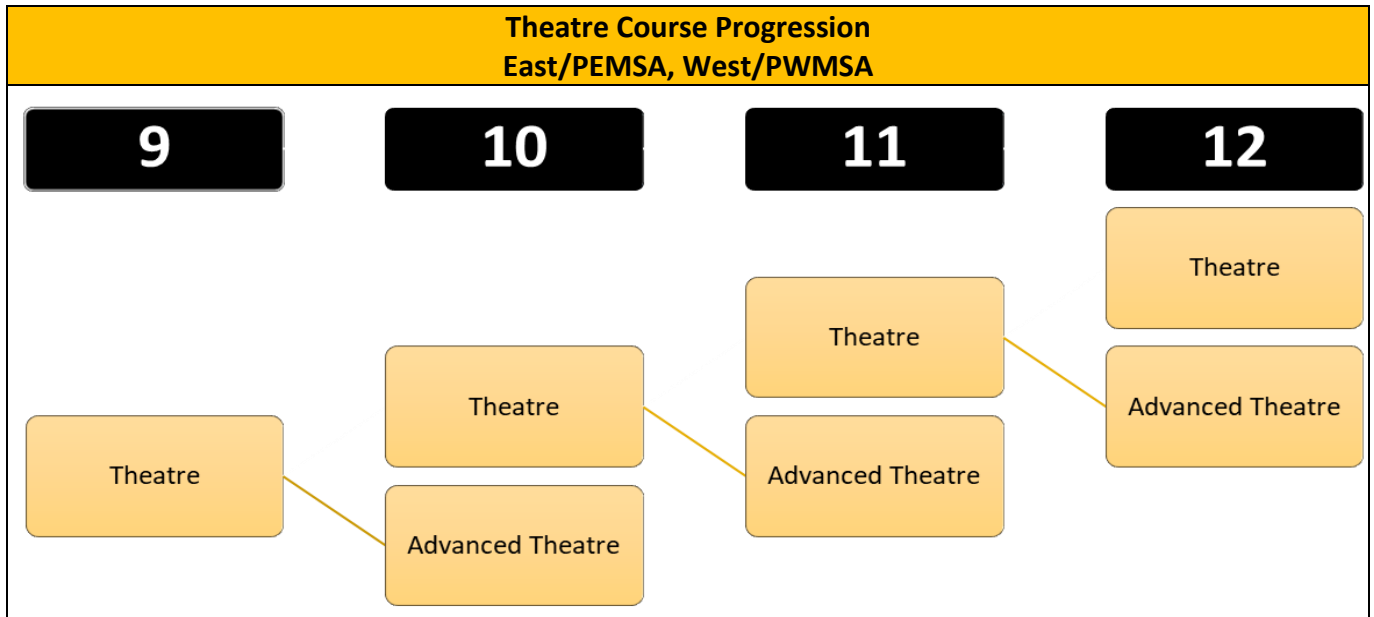 Theatre Course Progression
East/PEMSA, West/PWMSA
9
10
11
12
Theatre
Theatre
Advanced Theatre
Theatre
Advanced Theatre
Theatre
Advanced Theatre